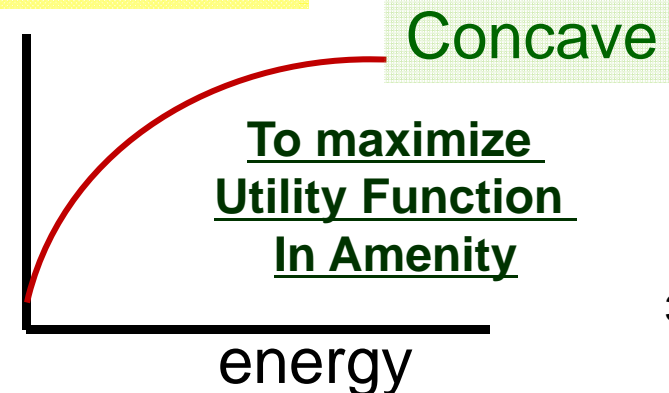 Concave
To maximize
Utility Function
In Amenity
energy